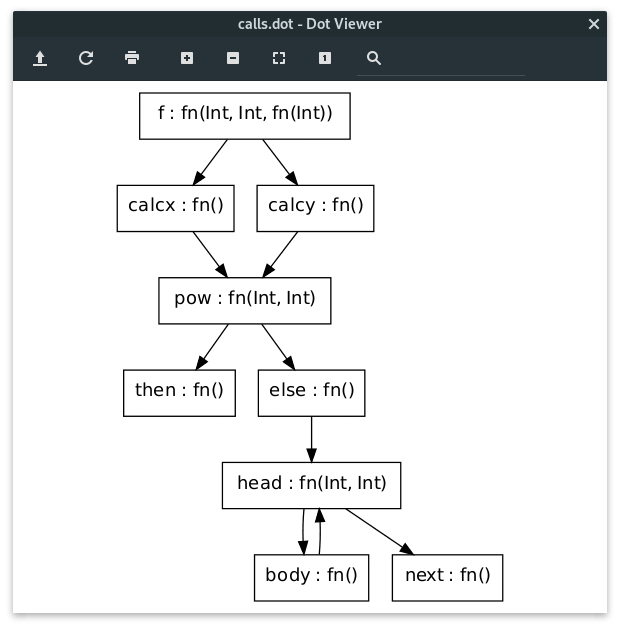 calls.dot - Dot Viewer
1
f : fn(Int, Int, fn(Int))
calcx : fn()
calcy : fn()
pow : fn(Int, Int)
then : fn()
else : fn()
head : fn(Int, Int)
body : fn()
next : fn()